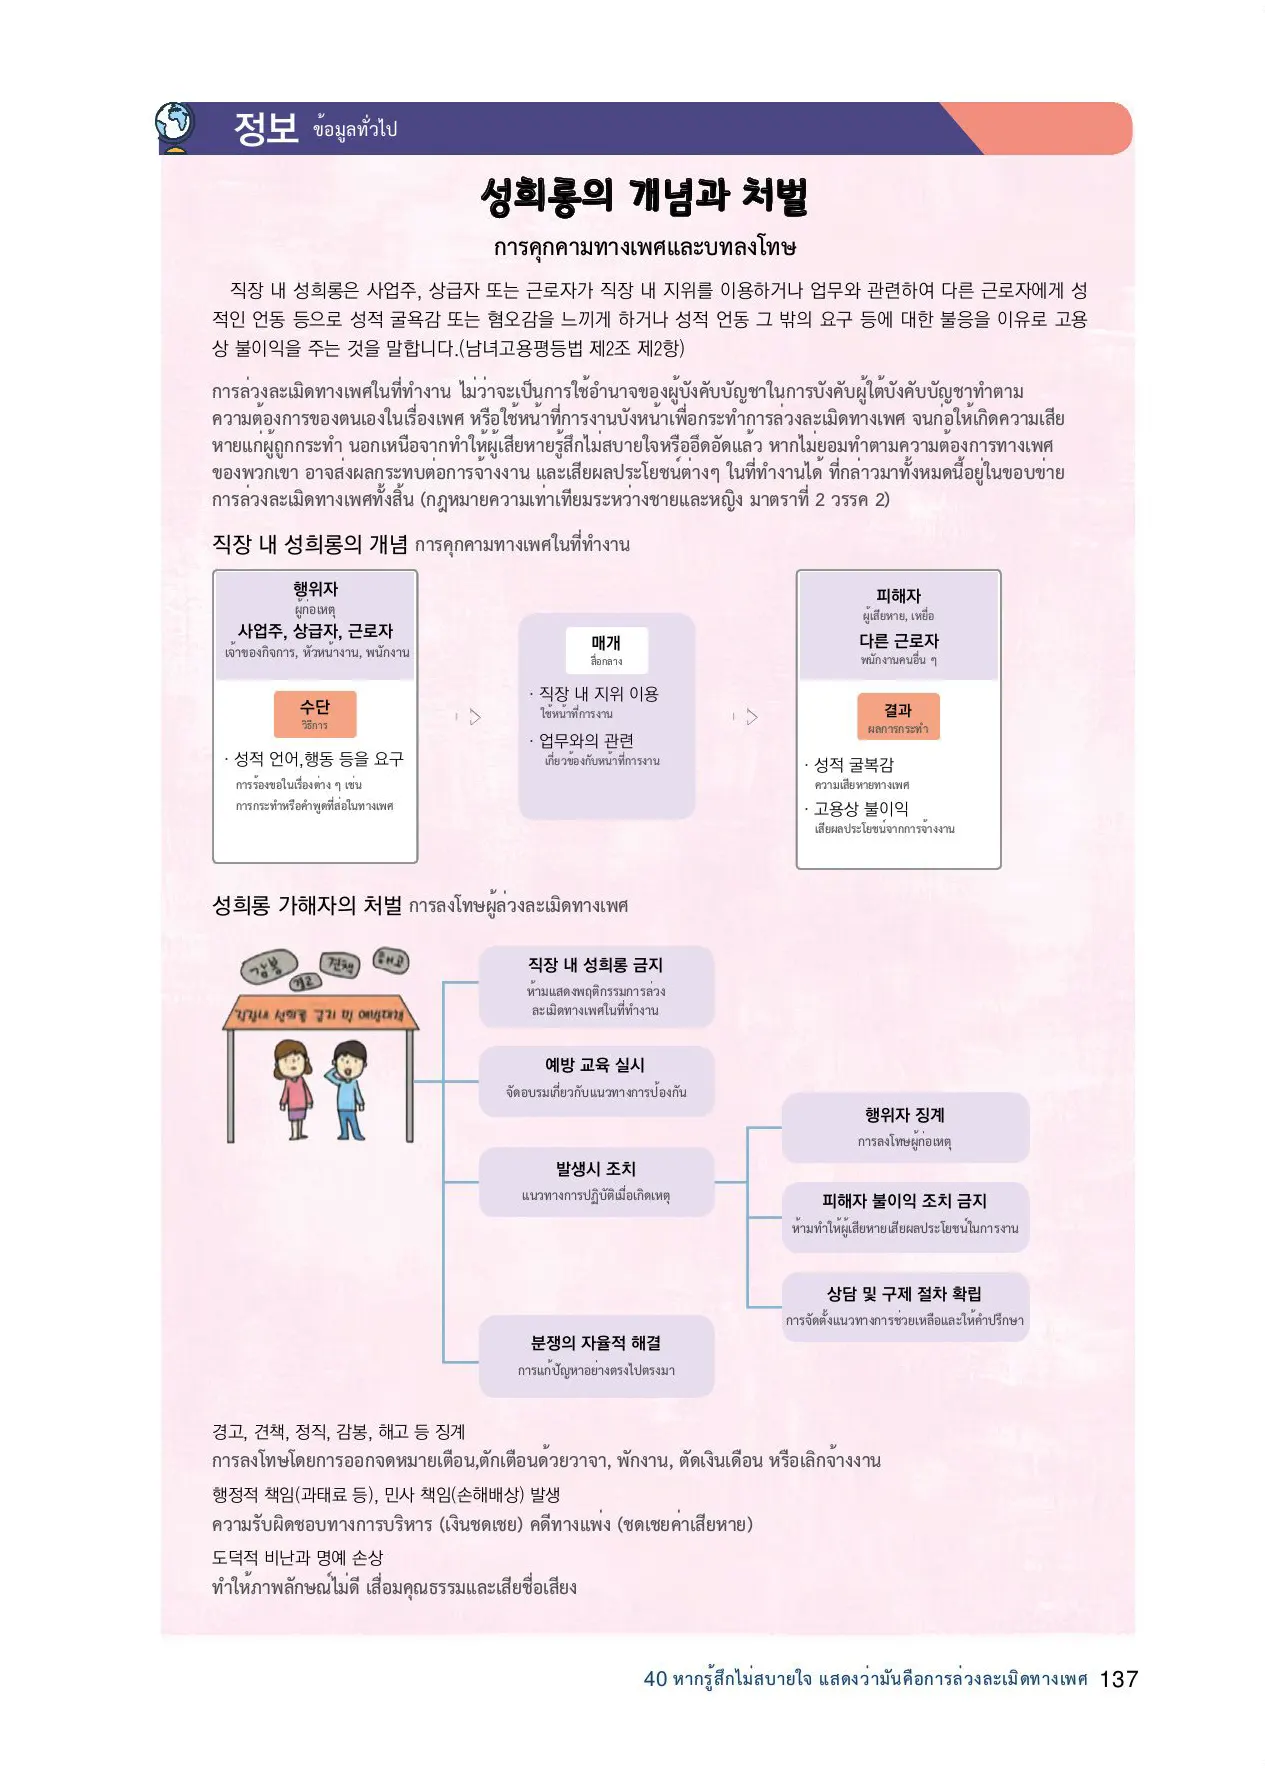 정보 ข้อมูลทั่วไป
성희롱의 개념과 처벌
การคุกคามทางเพศและบทลงโทษ
직장 내 성희롱은 사업주, 상급자 또는 근로자가 직장 내 지위를 이용하거나 업무와 관련하여 다른 근로자에게 성
적인 언동 등으로 성적 굴욕감 또는 혐오감을 느끼게 하거나 성적 언동 그 밖의 요구 등에 대한 불응을 이유로 고용
상 불이익을 주는 것을 말합니다.(남녀고용평등법 제2조 제2항)
การล่วงละเมิดทางเพศในที่ทำงาน ไม่ว่าจะเป็นการใช้อำนาจของผู้บังคับบัญชาในการบังคับผู้ใต้บังคับบัญชาทำตาม
ความต้องการของตนเองในเรื่องเพศ หรือใช้หน้าที่การงานบังหน้าเพื่อกระทำการล่วงละเมิดทางเพศ จนก่อให้เกิดความเสีย
หายแก่ผู้ถูกกระทำ นอกเหนือจากทำให้ผู้เสียหายรู้สึกไม่สบายใจหรืออึดอัดแล้ว หากไม่ยอมทำตามความต้องการทางเพศ
ของพวกเขา อาจส่งผลกระทบต่อการจ้างงาน และเสียผลประโยชน์ต่างๆ ในที่ทำงานได้ ที่กล่าวมาทั้งหมดนี้อยู่ในขอบข่าย
การล่วงละเมิดทางเพศทั้งสิ้น (กฎหมายความเท่าเทียมระหว่างชายและหญิง มาตราที่ 2 วรรค 2)
직장 내 성희롱의 개념 การคุกคามทางเพศในที่ทำงาน
행위자
ผู้ก่อเหตุ
사업주, 상급자, 근로자
เจ้าของกิจการ, หัวหน้างาน, พนักงาน
수단
วิธีการ
· 성적 언어,행동 등을 요구
การร้องขอในเรื่องต่าง ๆ เช่น
การกระทำหรือคำพูดที่ส่อในทางเพศ
매개
สื่อกลาง
· 직장 내 지위 이용
ใช้หน้าที่การงาน
· 업무와의 관련
เกี่ยวข้องกับหน้าที่การงาน
피해자
ผู้เสียหาย, เหยื่อ
다른 근로자
พนักงานคนอื่น ๆ
결과
ผลการกระทำ
· 성적 굴복감
ความเสียหายทางเพศ
· 고용상 불이익
เสียผลประโยชน์จากการจ้างงาน
성희롱 가해자의 처벌 การลงโทษผู้ล่วงละเมิดทางเพศ
감봉
경고
견책
해고
직장내 성희롱 금지 및 예방대책
직장 내 성희롱 금지
ห้ามแสดงพฤติกรรมการล่วง
ละเมิดทางเพศในที่ทำงาน
예방 교육 실시
จัดอบรมเกี่ยวกับแนวทางการป้องกัน
발생시 조치
แนวทางการปฏิบัติเมื่อเกิดเหตุ
행위자 징계
การลงโทษผู้ก่อเหตุ
피해자 불이익 조치 금지
ห้ามทำให้ผู้เสียหายเสียผลประโยชน์ในการงาน
상담 및 구제 절차 확립
การจัดตั้งแนวทางการช่วยเหลือและให้คำปรึกษา
분쟁의 자율적 해결
การแก้ปัญหาอย่างตรงไปตรงมา
경고, 견책, 정직, 감봉, 해고 등 징계
การลงโทษโดยการออกจดหมายเตือน,ตักเตือนด้วยวาจา, พักงาน, ตัดเงินเดือน หรือเลิกจ้างงาน
행정적 책임(과태료 등), 민사 책임(손해배상) 발생
ความรับผิดชอบทางการบริหาร (เงินชดเชย) คดีทางแพ่ง (ชดเชยค่าเสียหาย)
도덕적 비난과 명예 손상
ทำให้ภาพลักษณ์ไม่ดี เสื่อมคุณธรรมและเสียชื่อเสียง
40 หากรู้สึกไม่สบายใจ แสดงว่ามันคือการล่วงละเมิดทางเพศ 137